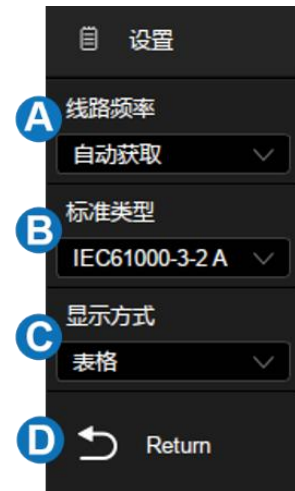 设置
A 线路频率
自动获取
B 标准类型
IEC61000-3-2 A
C 显示方式
表格
D Return